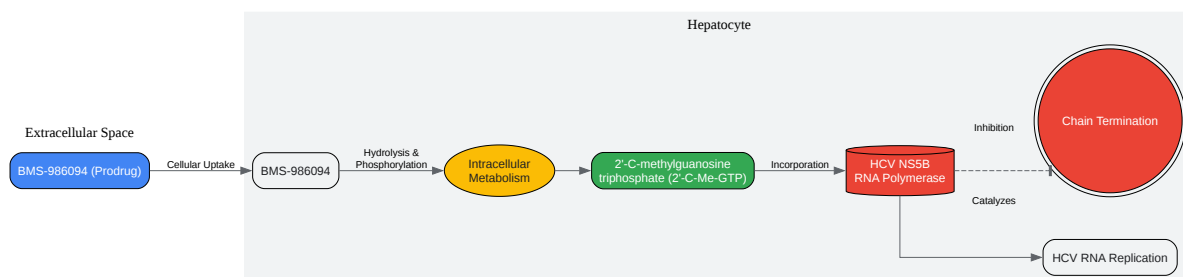 Hepatocyte
Extracellular Space
BMS-986094 (Prodrug)
Cellular Uptake
BMS-986094
Hydrolysis &
Phosphorylation
Intracellular
Metabolism
2'-C-methylguanosine
triphosphate (2'-C-Me-GTP)
Incorporation
HCV NS5B
RNA Polymerase
Inhibition
Catalyzes
Chain Termination
HCV RNA Replication